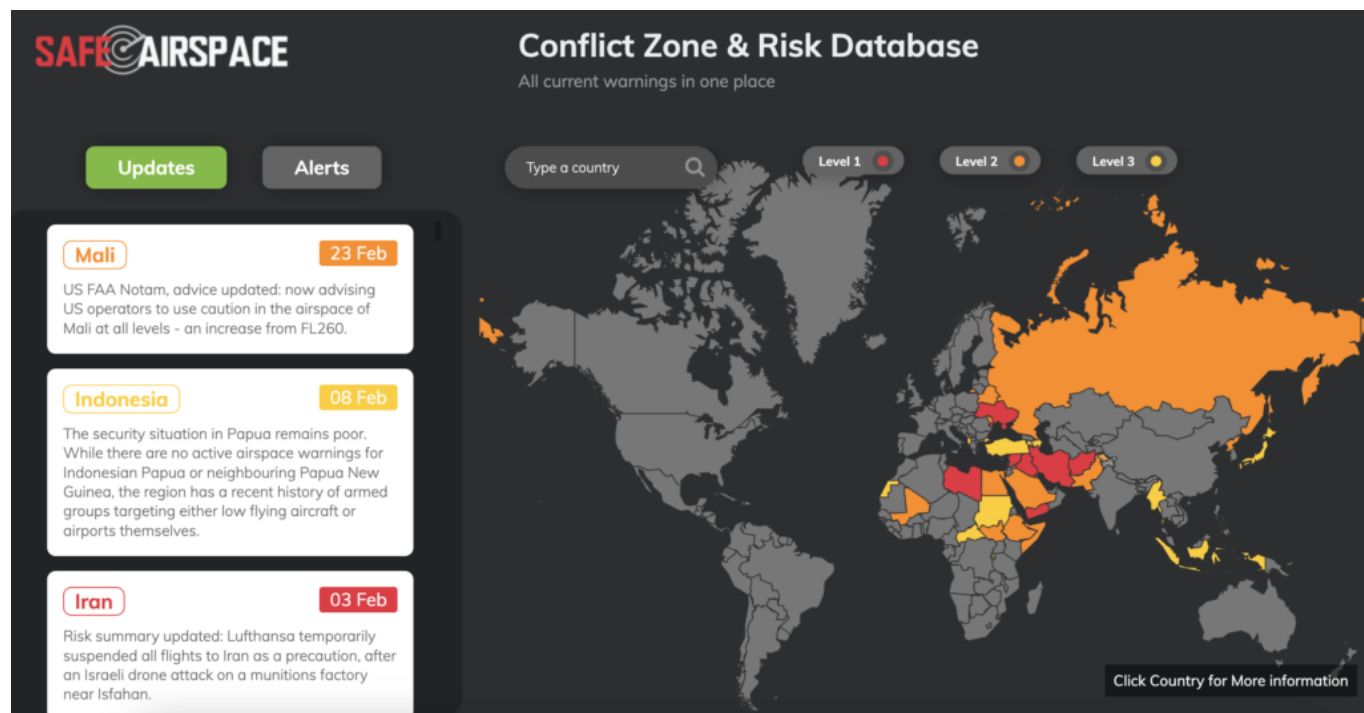 SAFE AIRSPACE
Conflict Zone & Risk Database
All current warnings in one place
Updates
Alerts
Type a country
Level 1
Level 2
Level 3
Mali
23 Feb
US FAA Notam, advice updated: now advising
US operators to use caution in the airspace of
Mali at all levels - an increase from FL260.
Indonesia
08 Feb
The security situation in Papua remains poor.
While there are no active airspace warnings for
Indonesian Papua or neighbouring Papua New
Guinea, the region has a recent history of armed
groups targeting either low flying aircraft or
airports themselves.
Iran
03 Feb
Risk summary updated: Lufthansa temporarily
suspended all flights to Iran as a precaution, after
an Israeli drone attack on a munitions factory
near Isfahan.
Click Country for More information